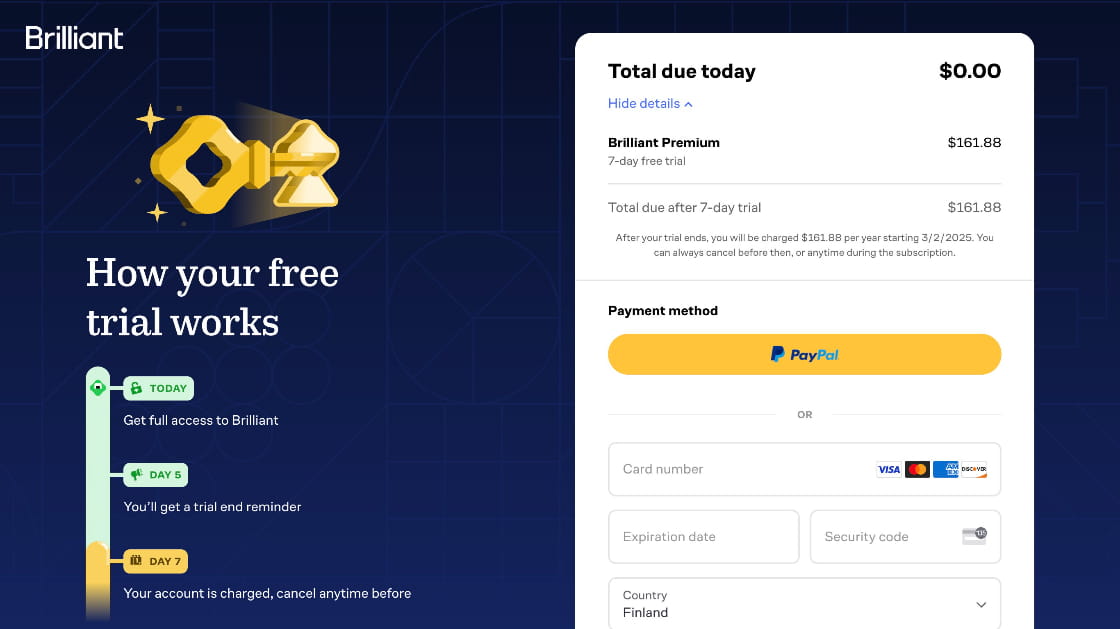 Brilliant
How your free
trial works
TODAY
Get full access to Brilliant
DAY 5
You’ll get a trial end reminder
DAY 7
Your account is charged, cancel anytime before
Total due today $0.00
Hide details
Brilliant Premium $161.88
7-day free trial
Total due after 7-day trial $161.88
After your trial ends, you will be charged $161.88 per year starting 3/2/2025. You
can always cancel before then, or anytime during the subscription.
Payment method
PayPal
OR
Card number VISA AM EX DISCOVER
Expiration date Security code
Country
Finland